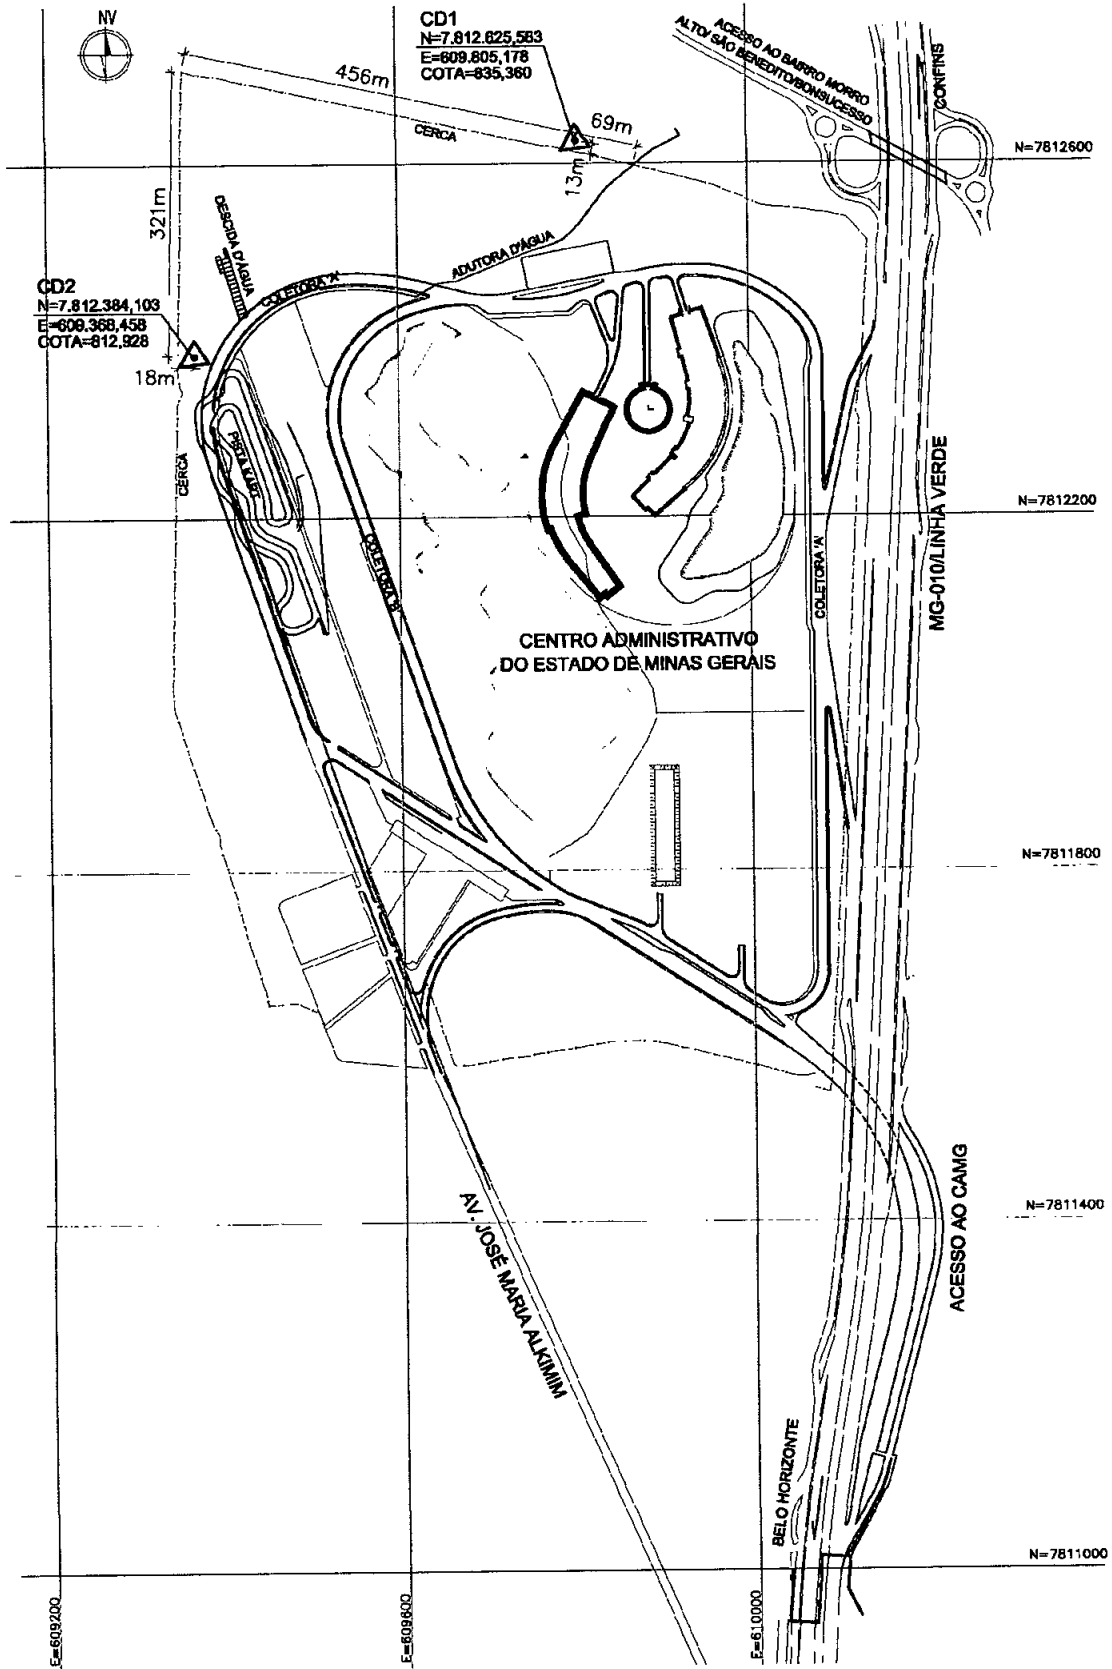 NV
CD1
N=7.812.625,583
E=609.805,178
COTA=835,360
ACESSO AO BAIRRO MORRO
ALTO/ SÃO BENEDITO/BONSUCESSO
CONFINS
456m
69m
CERCA
13m
N=7812600
321m
DESCIDA D'ÁGUA
ADUTORA D'ÁGUA
COLETORA 'A'
CD2
N=7.812.384,103
E=609.368,458
COTA=812,928
18m
CERCA
PISTA KART
MG-010/LINHA VERDE
N=7812200
COLETORA 'B'
COLETORA 'A'
CENTRO ADMINISTRATIVO
DO ESTADO DE MINAS GERAIS
N=7811800
ACESSO AO CAMG
N=7811400
AV. JOSÉ MARIA ALKIMIM
BELO HORIZONTE
N=7811000
E=609200
E=609600
E=610000